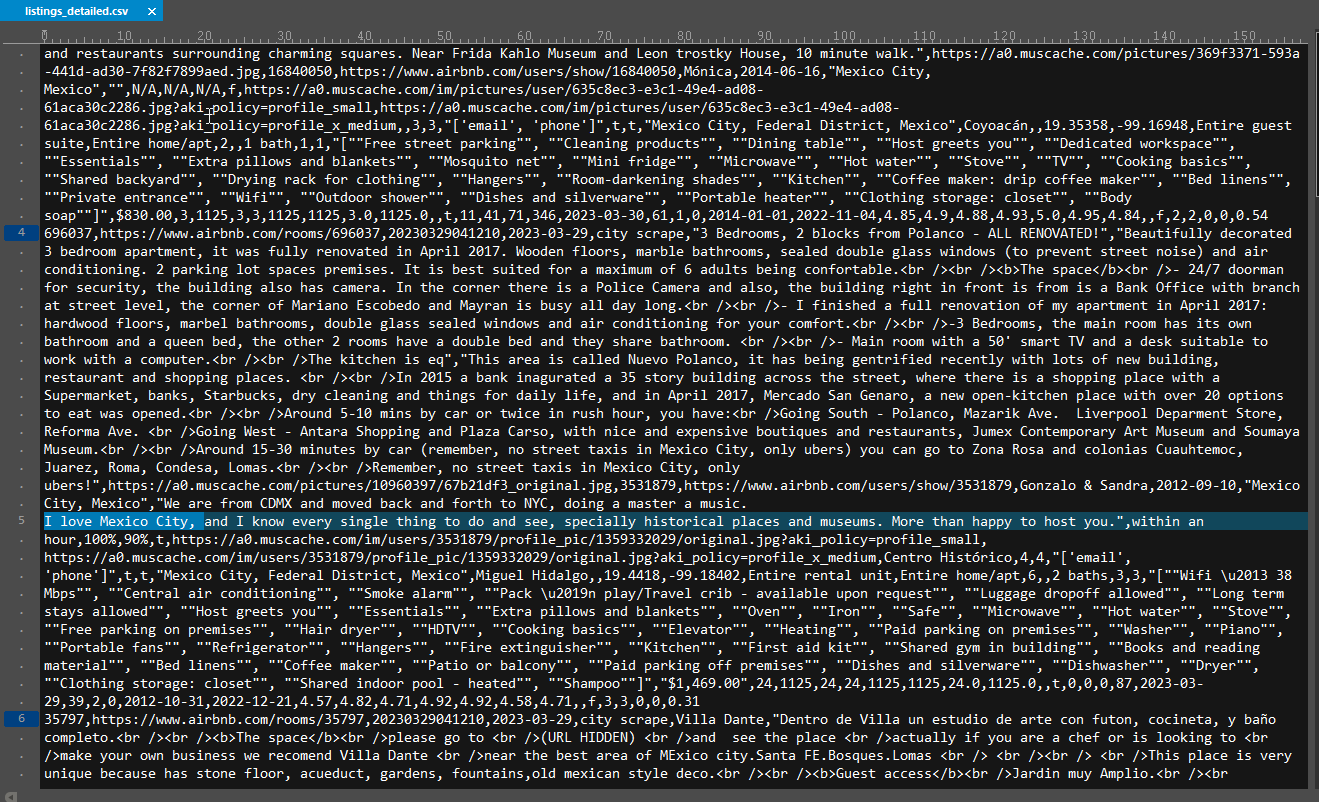 listings_detailed.csv ×
0 10 20 30 40 50 60 70 80 90 100 110 120 130 140 150
and restaurants surrounding charming squares. Near Frida Kahlo Museum and Leon trostky House, 10 minute walk.",https://a0.muscache.com/pictures/369f3371-593a
-441d-ad30-7f82f7899aed.jpg,16840050,https://www.airbnb.com/users/show/16840050,Mónica,2014-06-16,"Mexico City,
Mexico","",N/A,N/A,N/A,f,https://a0.muscache.com/im/pictures/user/635c8ec3-e3c1-49e4-ad08-
61aca30c2286.jpg?aki_policy=profile_small,https://a0.muscache.com/im/pictures/user/635c8ec3-e3c1-49e4-ad08-
61aca30c2286.jpg?aki_policy=profile_x_medium,,3,3,"['email', 'phone']",t,t,"Mexico City, Federal District, Mexico",Coyoacán,,19.35358,-99.16948,Entire guest
suite,Entire home/apt,2,,1 bath,1,1,"[""Free street parking"", ""Cleaning products"", ""Dining table"", ""Host greets you"", ""Dedicated workspace"",
""Essentials"", ""Extra pillows and blankets"", ""Mosquito net"", ""Mini fridge"", ""Microwave"", ""Hot water"", ""Stove"", ""TV"", ""Cooking basics"",
""Shared backyard"", ""Drying rack for clothing"", ""Hangers"", ""Room-darkening shades"", ""Kitchen"", ""Coffee maker: drip coffee maker"", ""Bed linens"",
""Private entrance"", ""Wifi"", ""Outdoor shower"", ""Dishes and silverware"", ""Portable heater"", ""Clothing storage: closet"", ""Body
soap""]",$830.00,3,1125,3,3,1125,1125,3.0,1125.0,,t,11,41,71,346,2023-03-30,61,1,0,2014-01-01,2022-11-04,4.85,4.9,4.88,4.93,5.0,4.95,4.84,,f,2,2,0,0,0.54
4 696037,https://www.airbnb.com/rooms/696037,20230329041210,2023-03-29,city scrape,"3 Bedrooms, 2 blocks from Polanco - ALL RENOVATED!","Beautifully decorated
3 bedroom apartment, it was fully renovated in April 2017. Wooden floors, marble bathrooms, sealed double glass windows (to prevent street noise) and air
conditioning. 2 parking lot spaces premises. It is best suited for a maximum of 6 adults being confortable.<br /><br /><b>The space</b><br />- 24/7 doorman
for security, the building also has camera. In the corner there is a Police Camera and also, the building right in front is from is a Bank Office with branch
at street level, the corner of Mariano Escobedo and Mayran is busy all day long.<br /><br />- I finished a full renovation of my apartment in April 2017:
hardwood floors, marbel bathrooms, double glass sealed windows and air conditioning for your comfort.<br /><br />-3 Bedrooms, the main room has its own
bathroom and a queen bed, the other 2 rooms have a double bed and they share bathroom. <br /><br />- Main room with a 50' smart TV and a desk suitable to
work with a computer.<br /><br />The kitchen is eq","This area is called Nuevo Polanco, it has being gentrified recently with lots of new building,
restaurant and shopping places. <br /><br />In 2015 a bank inagurated a 35 story building across the street, where there is a shopping place with a
Supermarket, banks, Starbucks, dry cleaning and things for daily life, and in April 2017, Mercado San Genaro, a new open-kitchen place with over 20 options
to eat was opened.<br /><br />Around 5-10 mins by car or twice in rush hour, you have:<br />Going South - Polanco, Mazarik Ave.  Liverpool Deparment Store,
Reforma Ave. <br />Going West - Antara Shopping and Plaza Carso, with nice and expensive boutiques and restaurants, Jumex Contemporary Art Museum and Soumaya
Museum.<br /><br />Around 15-30 minutes by car (remember, no street taxis in Mexico City, only ubers) you can go to Zona Rosa and colonias Cuauhtemoc,
Juarez, Roma, Condesa, Lomas.<br /><br />Remember, no street taxis in Mexico City, only
ubers!",https://a0.muscache.com/pictures/10960397/67b21df3_original.jpg,3531879,https://www.airbnb.com/users/show/3531879,Gonzalo & Sandra,2012-09-10,"Mexico
City, Mexico","We are from CDMX and moved back and forth to NYC, doing a master a music.
5 I love Mexico City, and I know every single thing to do and see, specially historical places and museums. More than happy to host you.",within an
hour,100%,90%,t,https://a0.muscache.com/im/users/3531879/profile_pic/1359332029/original.jpg?aki_policy=profile_small,
https://a0.muscache.com/im/users/3531879/profile_pic/1359332029/original.jpg?aki_policy=profile_x_medium,Centro Histórico,4,4,"['email',
'phone']",t,t,"Mexico City, Federal District, Mexico",Miguel Hidalgo,,19.4418,-99.18402,Entire rental unit,Entire home/apt,6,,2 baths,3,3,"[""Wifi \u2013 38
Mbps"", ""Central air conditioning"", ""Smoke alarm"", ""Pack \u2019n play/Travel crib - available upon request"", ""Luggage dropoff allowed"", ""Long term
stays allowed"", ""Host greets you"", ""Essentials"", ""Extra pillows and blankets"", ""Oven"", ""Iron"", ""Safe"", ""Microwave"", ""Hot water"", ""Stove"",
""Free parking on premises"", ""Hair dryer"", ""HDTV"", ""Cooking basics"", ""Elevator"", ""Heating"", ""Paid parking on premises"", ""Washer"", ""Piano"",
""Portable fans"", ""Refrigerator"", ""Hangers"", ""Fire extinguisher"", ""Kitchen"", ""First aid kit"", ""Shared gym in building"", ""Books and reading
material"", ""Bed linens"", ""Coffee maker"", ""Patio or balcony"", ""Paid parking off premises"", ""Dishes and silverware"", ""Dishwasher"", ""Dryer"",
""Clothing storage: closet"", ""Shared indoor pool - heated"", ""Shampoo""]","$1,469.00",24,1125,24,24,1125,1125,24.0,1125.0,,t,0,0,0,87,2023-03-
29,39,2,0,2012-10-31,2022-12-21,4.57,4.82,4.71,4.92,4.92,4.58,4.71,,f,3,3,0,0,0.31
6 35797,https://www.airbnb.com/rooms/35797,20230329041210,2023-03-29,city scrape,Villa Dante,"Dentro de Villa un estudio de arte con futon, cocineta, y baño
completo.<br /><br /><b>The space</b><br />please go to <br />(URL HIDDEN) <br />and  see the place <br />actually if you are a chef or is looking to <br
/>make your own business we recomend Villa Dante <br />near the best area of MExico city.Santa FE.Bosques.Lomas <br /> <br /><br /> <br />This place is very
unique because has stone floor, acueduct, gardens, fountains,old mexican style deco.<br /><br /><b>Guest access</b><br />Jardin muy Amplio.<br /><br